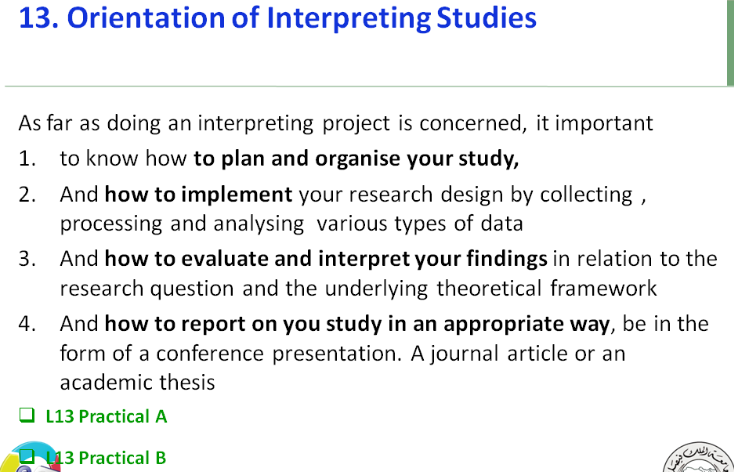 13. Orientation of Interpreting Studies
As far as doing an interpreting project is concerned, it important
1. to know how to plan and organise your study,
2. And how to implement your research design by collecting ,
processing and analysing various types of data
3. And how to evaluate and interpret your findings in relation to the
research question and the underlying theoretical framework
4. And how to report on you study in an appropriate way, be in the
form of a conference presentation. A journal article or an
academic thesis
L13 Practical A
L13 Practical B